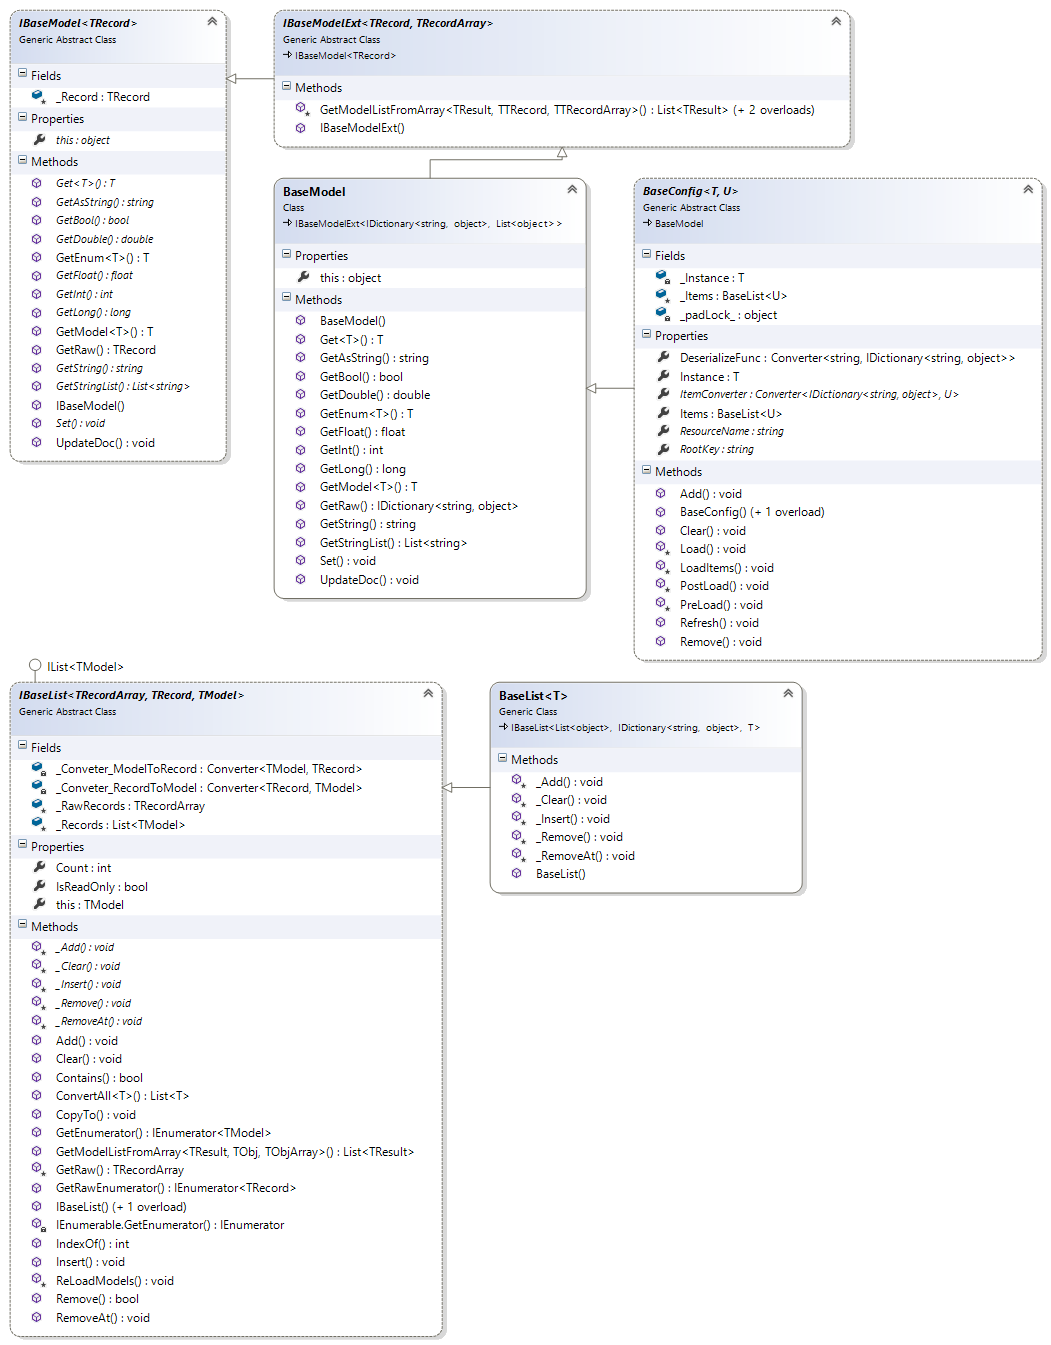 IBaseModel<TRecord>
Generic Abstract Class
Fields
_Record : TRecord
Properties
this : object
Methods
Get<T>() : T
GetAsString() : string
GetBool() : bool
GetDouble() : double
GetEnum<T>() : T
GetFloat() : float
GetInt() : int
GetLong() : long
GetModel<T>() : T
GetRaw() : TRecord
GetString() : string
GetStringList() : List<string>
IBaseModel()
Set() : void
UpdateDoc() : void
IBaseModelExt<TRecord, TRecordArray>
Generic Abstract Class
IBaseModel<TRecord>
Methods
GetModelListFromArray<TResult, TTRecord, TTRecordArray>() : List<TResult> (+ 2 overloads)
IBaseModelExt()
BaseModel
Class
IBaseModelExt<IDictionary<string, object>, List<object>>
Properties
this : object
Methods
BaseModel()
Get<T>() : T
GetAsString() : string
GetBool() : bool
GetDouble() : double
GetEnum<T>() : T
GetFloat() : float
GetInt() : int
GetLong() : long
GetModel<T>() : T
GetRaw() : IDictionary<string, object>
GetString() : string
GetStringList() : List<string>
Set() : void
UpdateDoc() : void
BaseConfig<T, U>
Generic Abstract Class
BaseModel
Fields
_Instance : T
_Items : BaseList<U>
_padLock_ : object
Properties
DeserializeFunc : Converter<string, IDictionary<string, object>>
Instance : T
ItemConverter : Converter<IDictionary<string, object>, U>
Items : BaseList<U>
ResourceName : string
RootKey : string
Methods
Add() : void
BaseConfig() (+ 1 overload)
Clear() : void
Load() : void
LoadItems() : void
PostLoad() : void
PreLoad() : void
Refresh() : void
Remove() : void
IList<TModel>
IBaseList<TRecordArray, TRecord, TModel>
Generic Abstract Class
Fields
_Conveter_ModelToRecord : Converter<TModel, TRecord>
_Conveter_RecordToModel : Converter<TRecord, TModel>
_RawRecords : TRecordArray
_Records : List<TModel>
Properties
Count : int
IsReadOnly : bool
this : TModel
Methods
_Add() : void
_Clear() : void
_Insert() : void
_Remove() : void
_RemoveAt() : void
Add() : void
Clear() : void
Contains() : bool
ConvertAll<T>() : List<T>
CopyTo() : void
GetEnumerator() : IEnumerator<TModel>
GetModelListFromArray<TResult, TObj, TObjArray>() : List<TResult>
GetRaw() : TRecordArray
GetRawEnumerator() : IEnumerator<TRecord>
IBaseList() (+ 1 overload)
IEnumerable.GetEnumerator() : IEnumerator
IndexOf() : int
Insert() : void
ReLoadModels() : void
Remove() : bool
RemoveAt() : void
BaseList<T>
Generic Class
IBaseList<List<object>, IDictionary<string, object>, T>
Methods
_Add() : void
_Clear() : void
_Insert() : void
_Remove() : void
_RemoveAt() : void
BaseList()